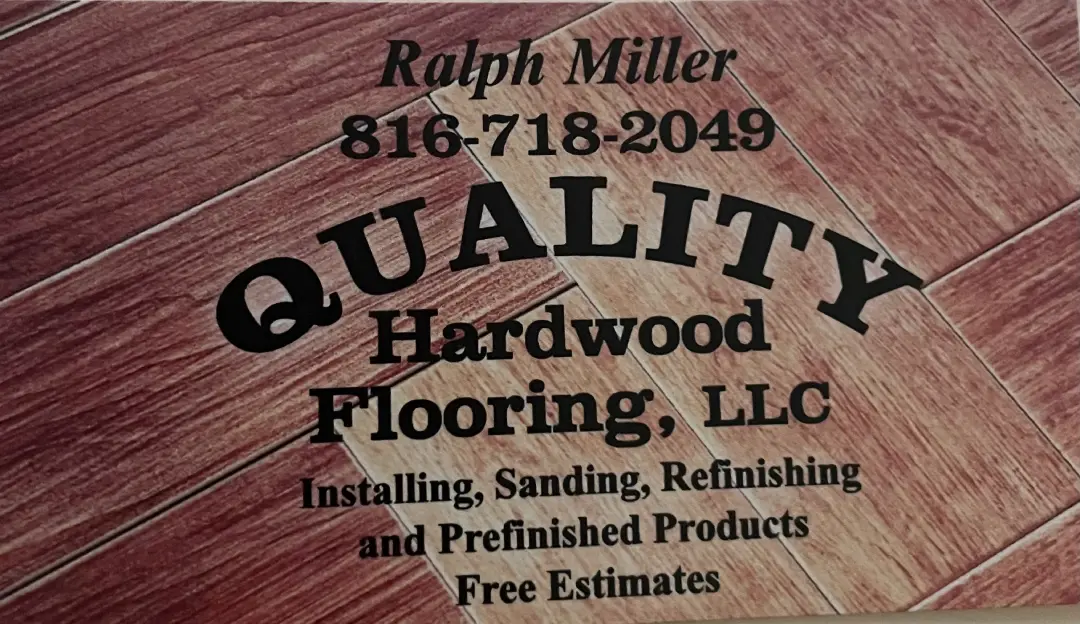 Ralph Miller
816-718-2049
QUALITY
Hardwood
Flooring, LLC
Installing, Sanding, Refinishing
and Prefinished Products
Free Estimates